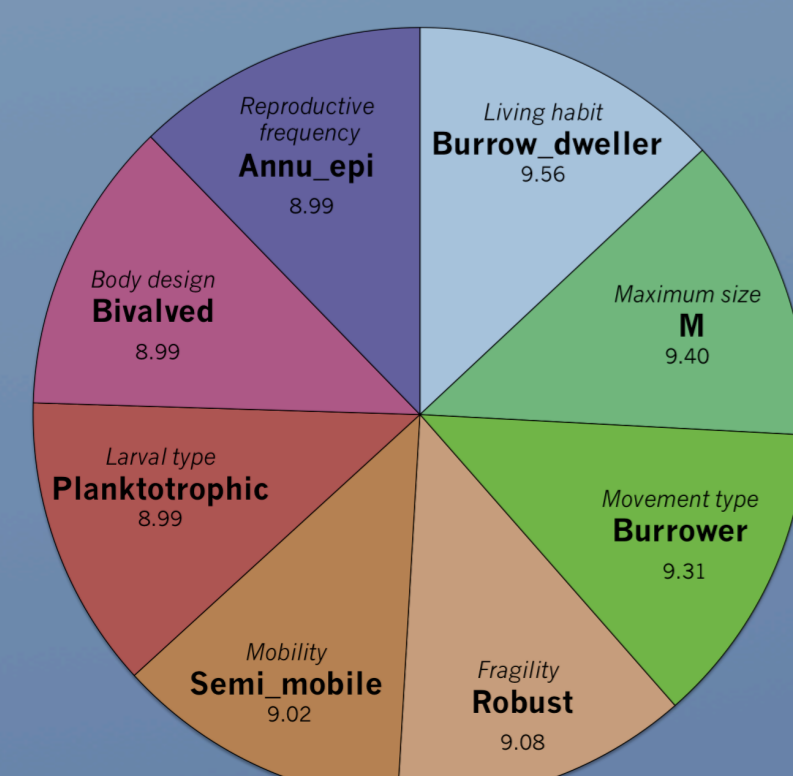 Reproductive
frequency
Annu_epi
8.99
Living habit
Burrow_dweller
9.56
Maximum size
M
9.40
Movement type
Burrower
9.31
Fragility
Robust
9.08
Mobility
Semi_mobile
9.02
Larval type
Planktotrophic
8.99
Body design
Bivalved
8.99